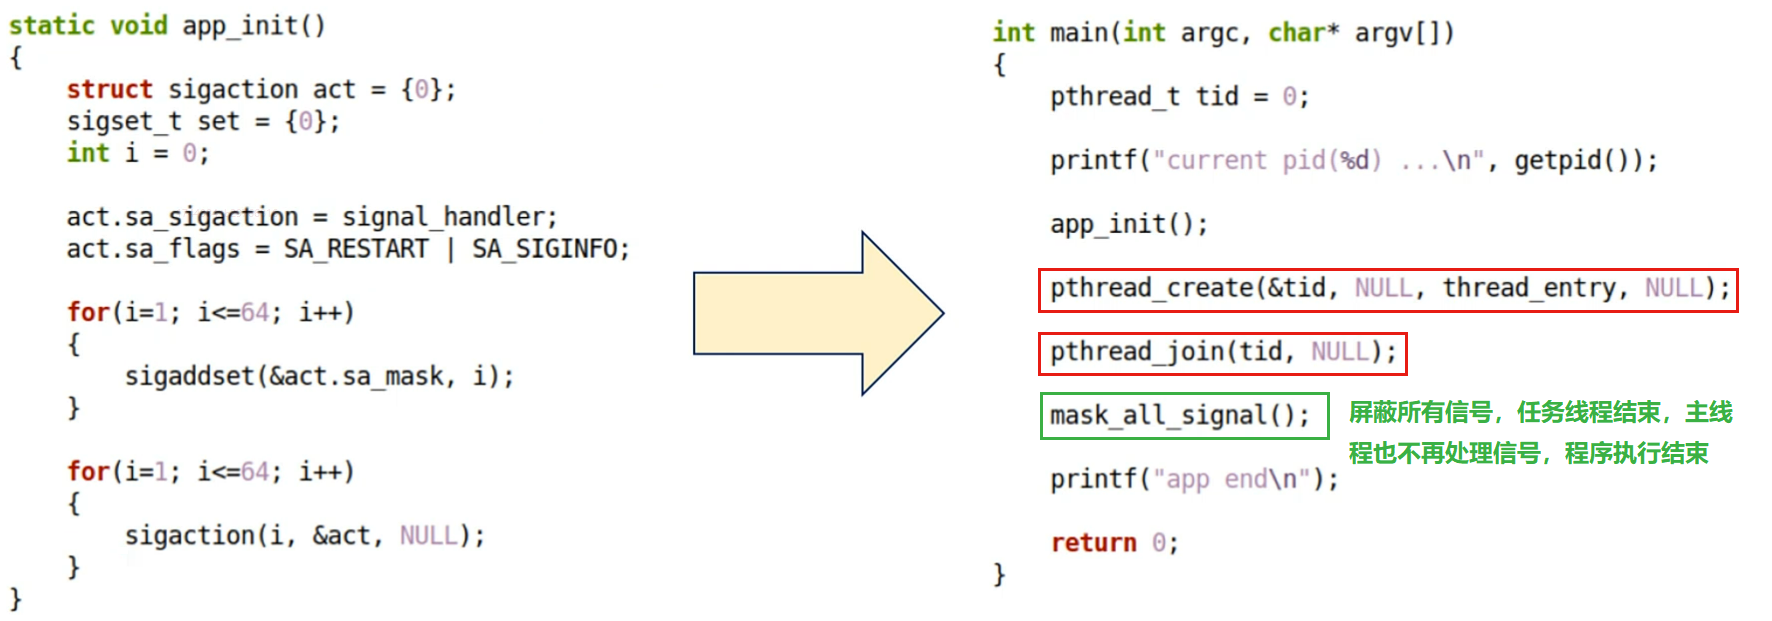 static void app_init()
{
    struct sigaction act = {0};
    sigset_t set = {0};
    int i = 0;

    act.sa_sigaction = signal_handler;
    act.sa_flags = SA_RESTART | SA_SIGINFO;

    for(i=1; i<=64; i++)
    {
        sigaddset(&act.sa_mask, i);
    }

    for(i=1; i<=64; i++)
    {
        sigaction(i, &act, NULL);
    }
}
int main(int argc, char* argv[])
{
    pthread_t tid = 0;

    printf("current pid(%d) ...\n", getpid());

    app_init();

    pthread_create(&tid, NULL, thread_entry, NULL);

    pthread_join(tid, NULL);

    mask_all_signal();
屏蔽所有信号，任务线程结束，主线
程也不再处理信号，程序执行结束

    printf("app end\n");

    return 0;
}